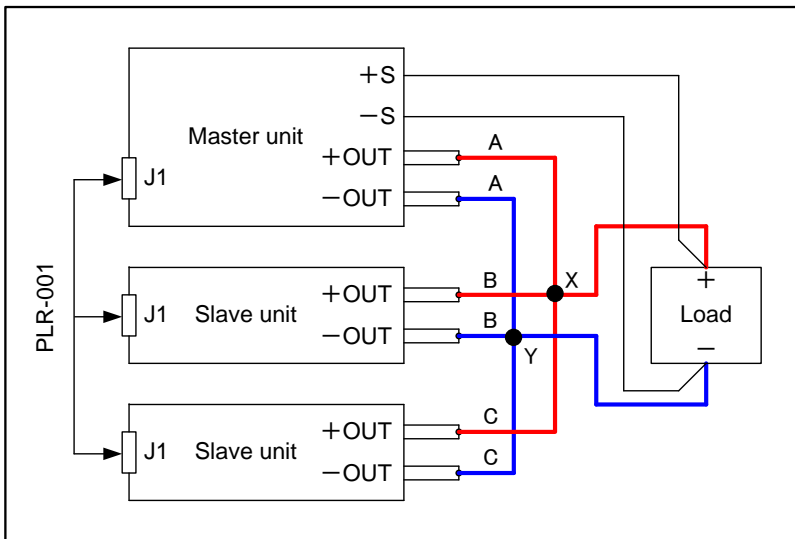 +S
−S
Master unit
A
+OUT
J1
A
−OUT
PLR-001
B
X
+OUT
J1
Slave unit
B
−OUT
Y
+
Load
−
C
+OUT
J1
Slave unit
C
−OUT